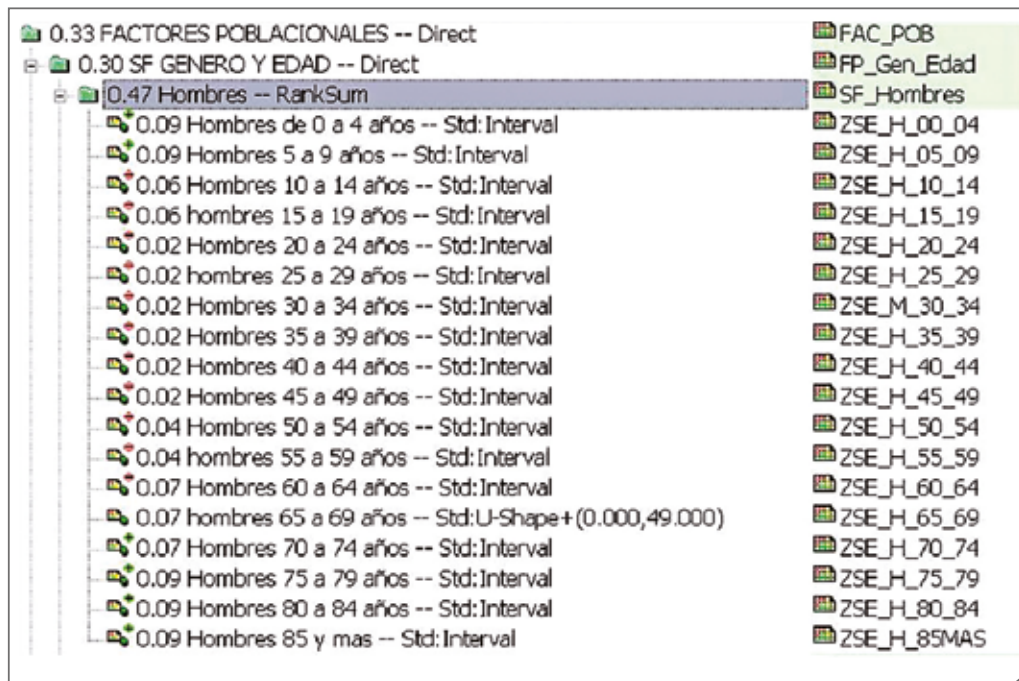 0.33 FACTORES POBLACIONALES -- Direct FAC_POB
0.30 SF GENERO Y EDAD -- Direct FP_Gen_Edad
0.47 Hombres -- RankSum SF_Hombres
0.09 Hombres de 0 a 4 años -- Std:Interval ZSE_H_00_04
0.09 Hombres 5 a 9 años -- Std:Interval ZSE_H_05_09
0.06 Hombres 10 a 14 años -- Std:Interval ZSE_H_10_14
0.06 hombres 15 a 19 años -- Std:Interval ZSE_H_15_19
0.02 Hombres 20 a 24 años -- Std:Interval ZSE_H_20_24
0.02 hombres 25 a 29 años -- Std:Interval ZSE_H_25_29
0.02 Hombres 30 a 34 años -- Std:Interval ZSE_M_30_34
0.02 Hombres 35 a 39 años -- Std:Interval ZSE_H_35_39
0.02 Hombres 40 a 44 años -- Std:Interval ZSE_H_40_44
0.02 Hombres 45 a 49 años -- Std:Interval ZSE_H_45_49
0.04 Hombres 50 a 54 años -- Std:Interval ZSE_H_50_54
0.04 hombres 55 a 59 años -- Std:Interval ZSE_H_55_59
0.07 Hombres 60 a 64 años -- Std:Interval ZSE_H_60_64
0.07 hombres 65 a 69 años -- Std:U-Shape+(0.000,49.000) ZSE_H_65_69
0.07 Hombres 70 a 74 años -- Std:Interval ZSE_H_70_74
0.09 Hombres 75 a 79 años -- Std:Interval ZSE_H_75_79
0.09 Hombres 80 a 84 años -- Std:Interval ZSE_H_80_84
0.09 Hombres 85 y mas -- Std:Interval ZSE_H_85MAS